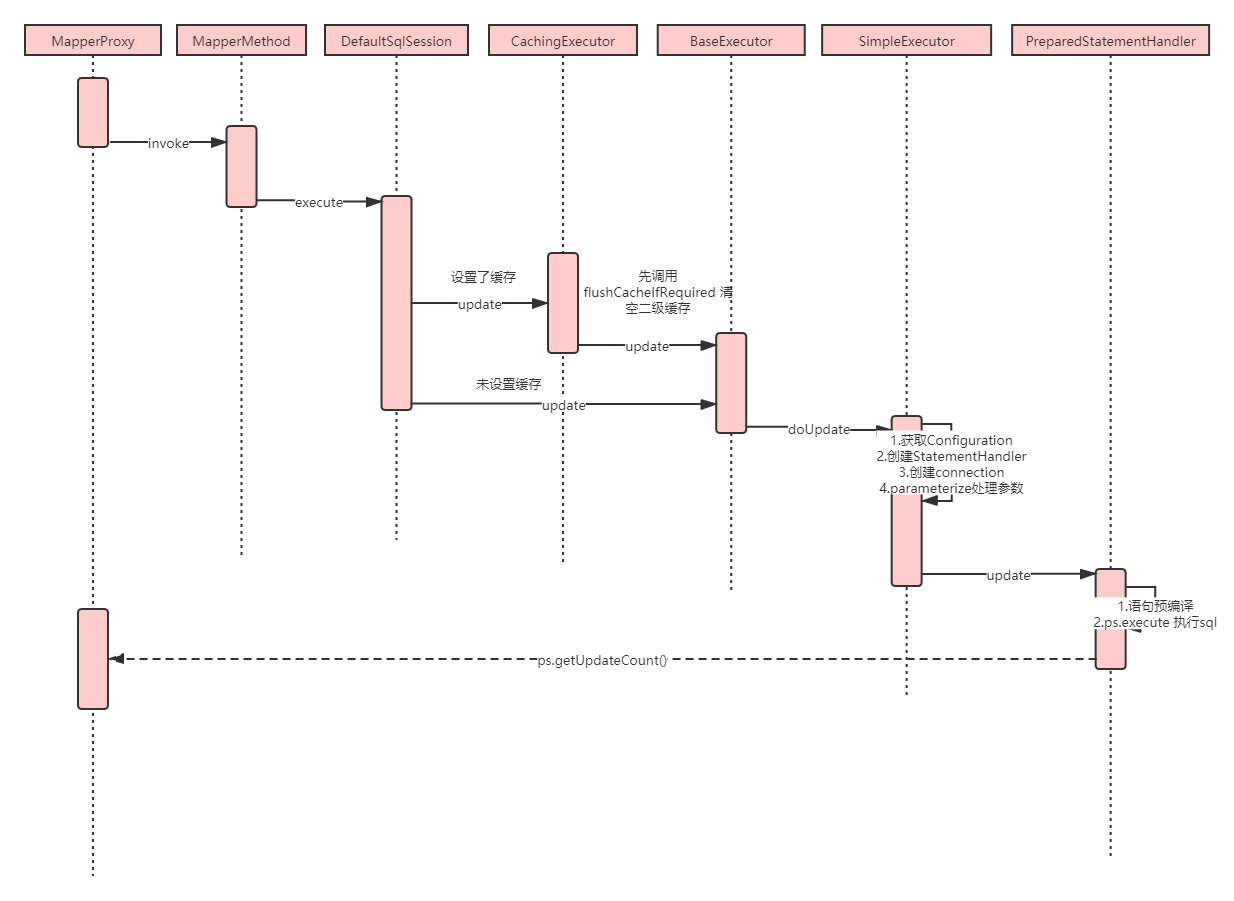 MapperProxy
MapperMethod
DefaultSqlSession
CachingExecutor
BaseExecutor
SimpleExecutor
PreparedStatementHandler
invoke
execute
设置了缓存
先调用
flushCacheIfRequired 清
空二级缓存
update
update
未设置缓存
update
doUpdate
1.获取Configuration
2.创建StatementHandler
3.创建connection
4.parameterize处理参数
update
1.语句预编译
2.ps.execute 执行sql
ps.getUpdateCount()